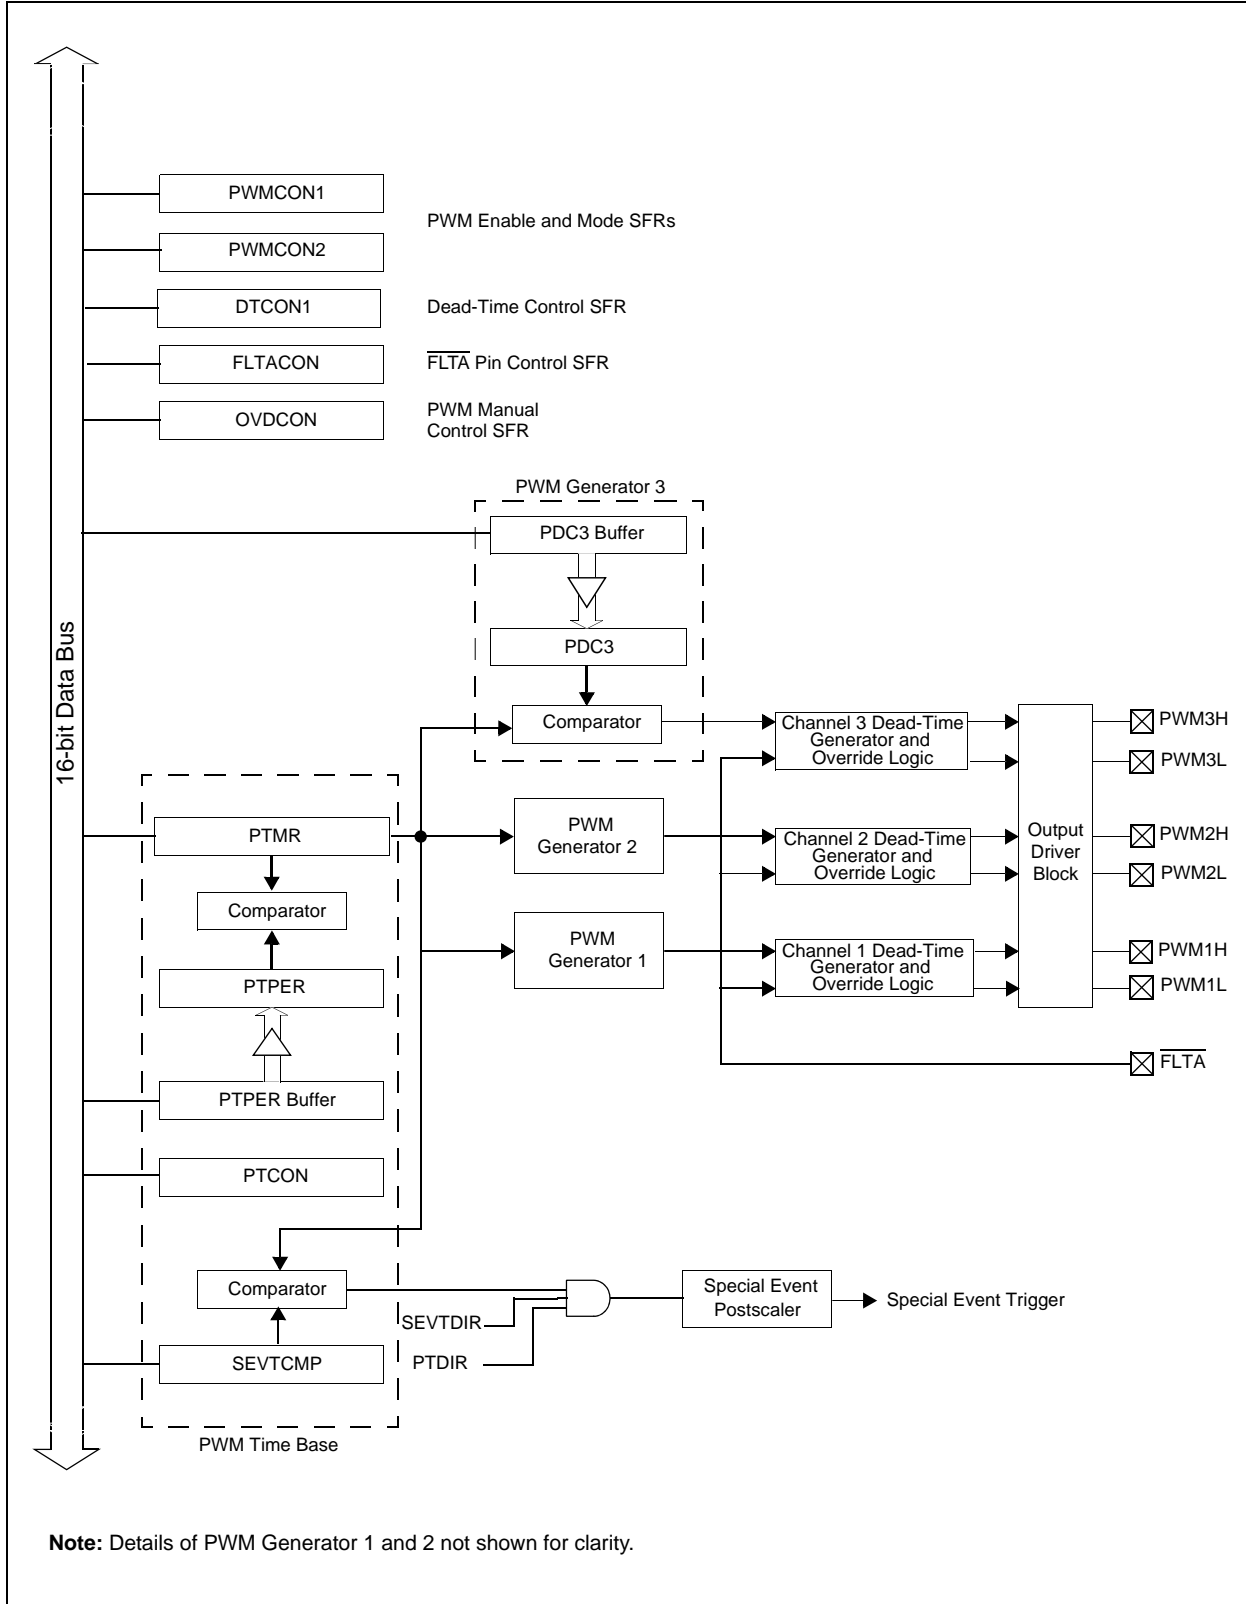 PWMCON1
PWM Enable and Mode SFRs
PWMCON2
DTCON1
Dead-Time Control SFR
FLTACON
FLTA Pin Control SFR
OVDCON
PWM Manual
Control SFR
16-bit Data Bus
PWM Generator 3
PDC3 Buffer
PDC3
Comparator
Channel 3 Dead-Time
Generator and
Override Logic
PWM3H
PWM3L
PTMR
PWM
Generator 2
Channel 2 Dead-Time
Generator and
Override Logic
Output
Driver
Block
PWM2H
PWM2L
Comparator
PWM
Generator 1
Channel 1 Dead-Time
Generator and
Override Logic
PWM1H
PWM1L
PTPER
FLTA
PTPER Buffer
PTCON
Comparator
SEVTDIR
PTDIR
Special Event
Postscaler
Special Event Trigger
SEVTCMP
PWM Time Base
Note: Details of PWM Generator 1 and 2 not shown for clarity.